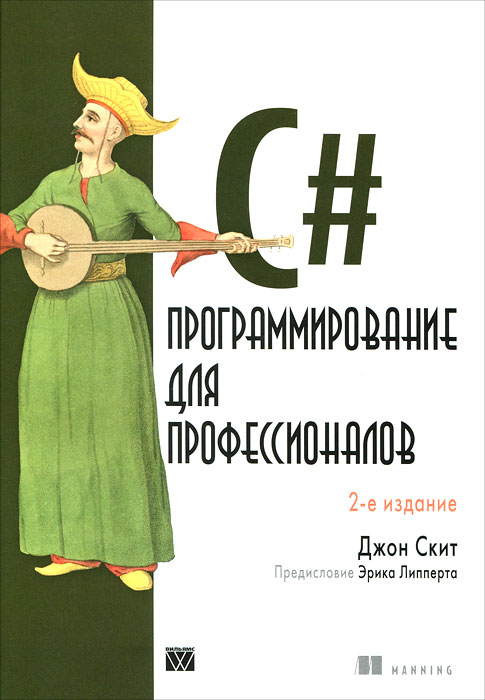 C#
ПРОГРАММИРОВАНИЕ
ДЛЯ
ПРОФЕССИОНАЛОВ
2-е издание
Джон Скит
Предисловие Эрика Липперта
ВИЛЬЯМС
W
MANNING